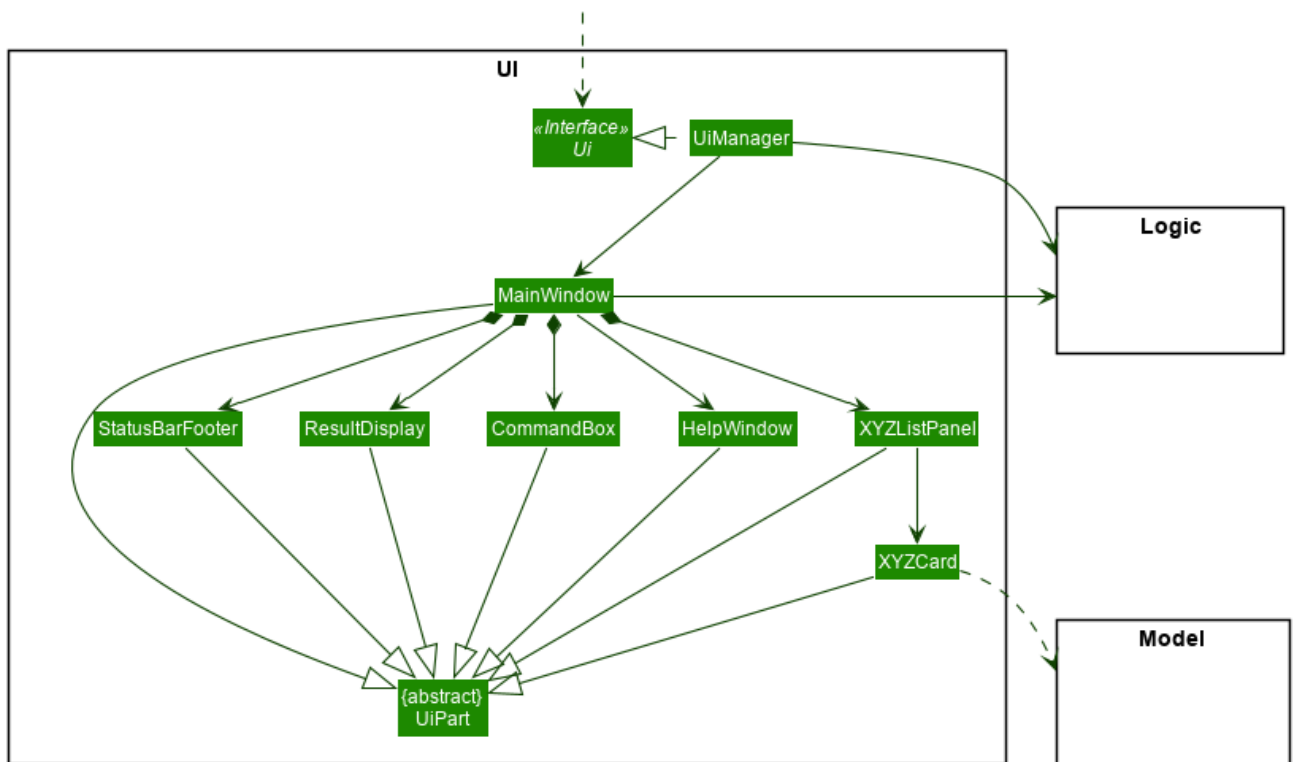 UI
«Interface»
Ui
UiManager
Logic
MainWindow
StatusBarFooter
ResultDisplay
CommandBox
HelpWindow
XYZListPanel
XYZCard
Model
{abstract}
UiPart